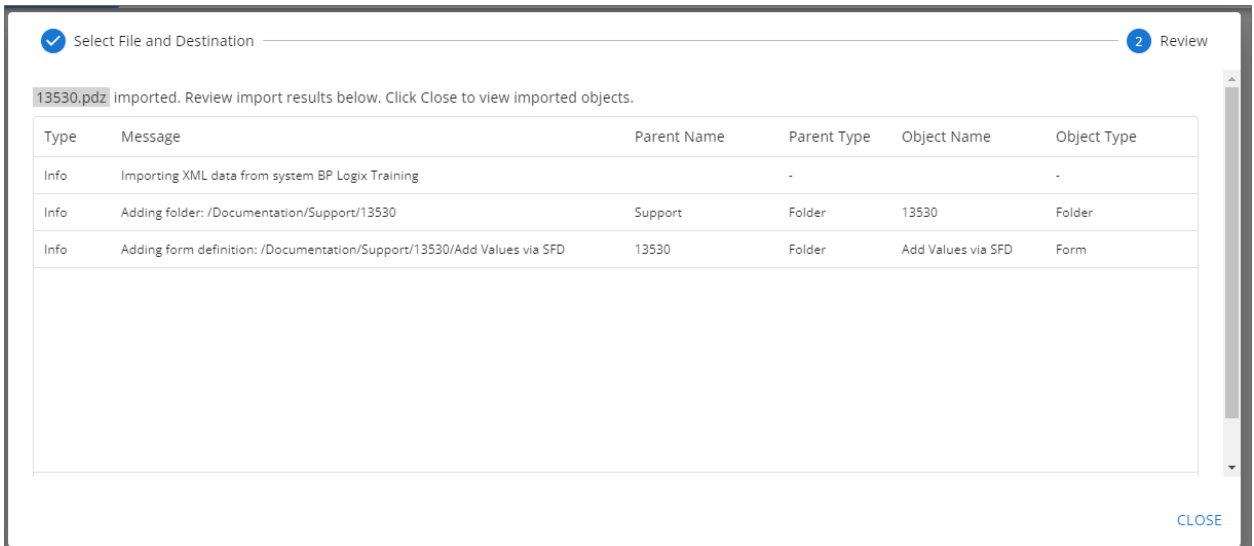 Select File and Destination 2 Review
13530.pdz imported. Review import results below. Click Close to view imported objects.
Type Message Parent Name Parent Type Object Name Object Type
Info Importing XML data from system BP Logix Training - -
Info Adding folder: /Documentation/Support/13530 Support Folder 13530 Folder
Info Adding form definition: /Documentation/Support/13530/Add Values via SFD 13530 Folder Add Values via SFD Form
CLOSE